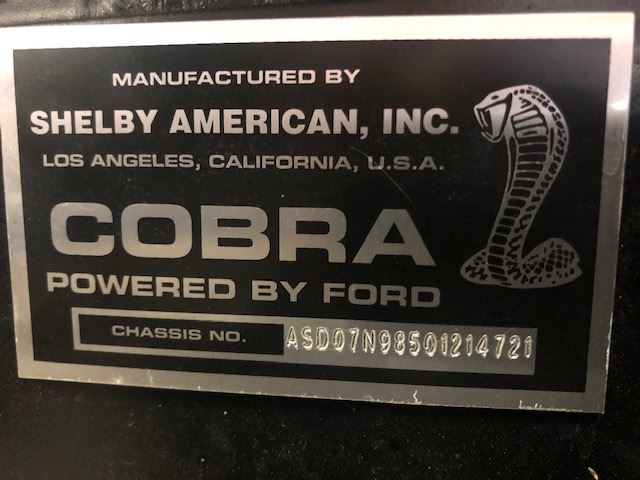 MANUFACTURED BY
SHELBY AMERICAN, INC.
LOS ANGELES, CALIFORNIA, U.S.A.
COBRA
POWERED BY FORD
CHASSIS NO. ASD07N98501214721